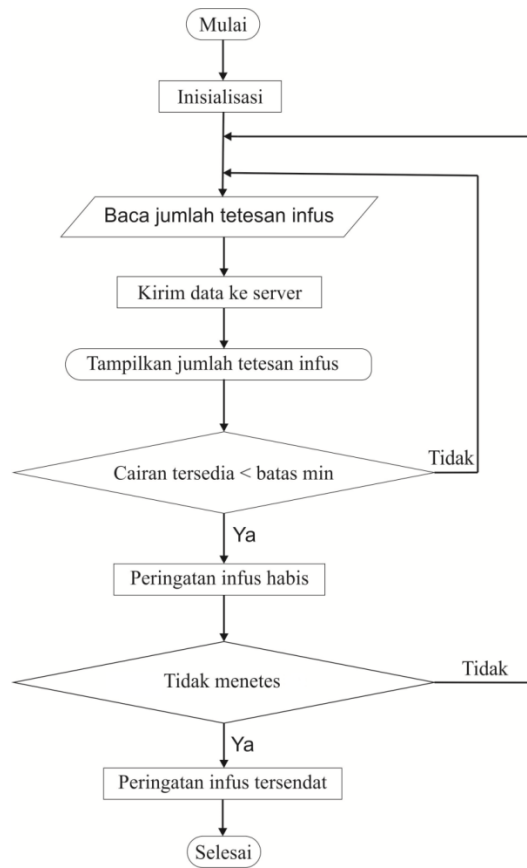 Mulai
Inisialisasi
Baca jumlah tetesan infus
Kirim data ke server
Tampilkan jumlah tetesan infus
Cairan tersedia < batas min
Tidak
Ya
Peringatan infus habis
Tidak menetes
Tidak
Ya
Peringatan infus tersendat
Selesai